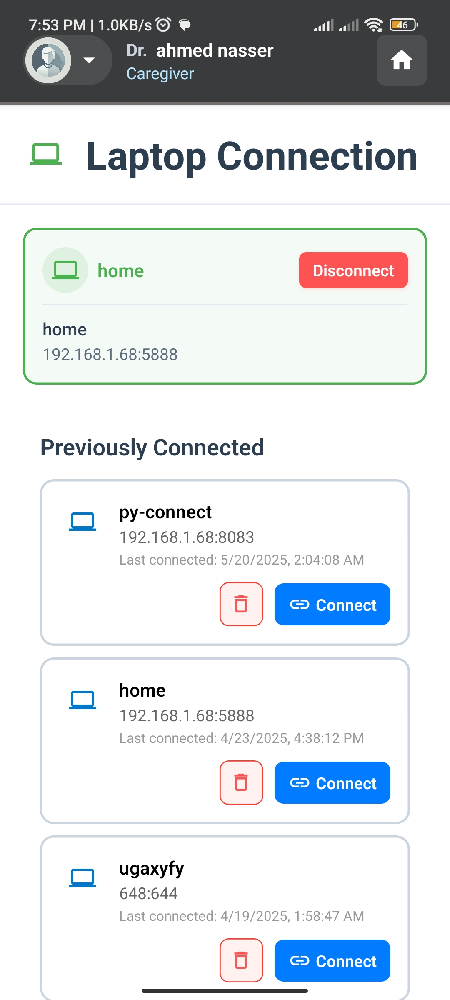 7:53 PM | 1.0KB/s
46
Dr. ahmed nasser
Caregiver
Laptop Connection
home
Disconnect
home
192.168.1.68:5888
Previously Connected
py-connect
192.168.1.68:8083
Last connected: 5/20/2025, 2:04:08 AM
Connect
home
192.168.1.68:5888
Last connected: 4/23/2025, 4:38:12 PM
Connect
ugaxyfy
648:644
Last connected: 4/19/2025, 1:58:47 AM
Connect